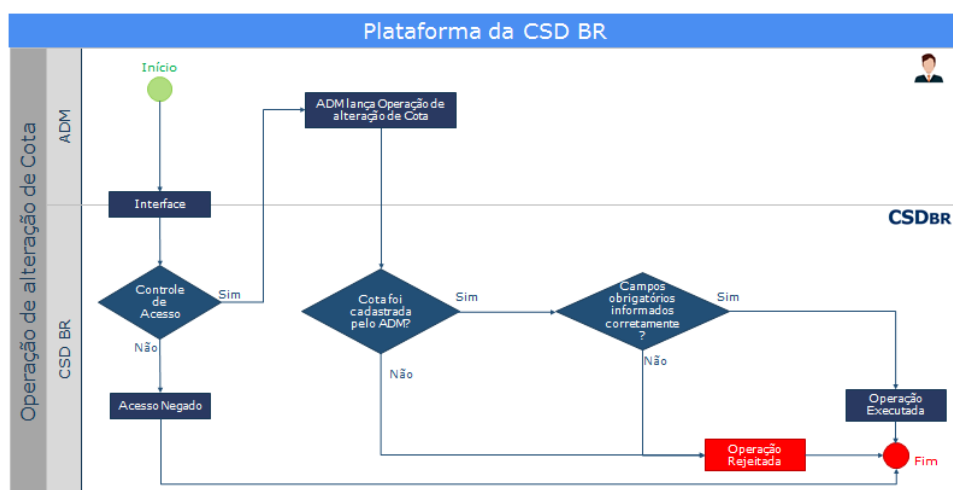 Plataforma da CSD BR
Operação de alteração de Cota
ADM
CSD BR
Início
ADM lança Operação de
alteração de Cota
Interface
CSDBR
Controle
de
Acesso
Sim
Não
Cota foi
cadastrada
pelo ADM?
Sim
Não
Campos
obrigatórios
informados
corretamente
?
Sim
Não
Acesso Negado
Operação
Executada
Operação
Rejeitada
Fim